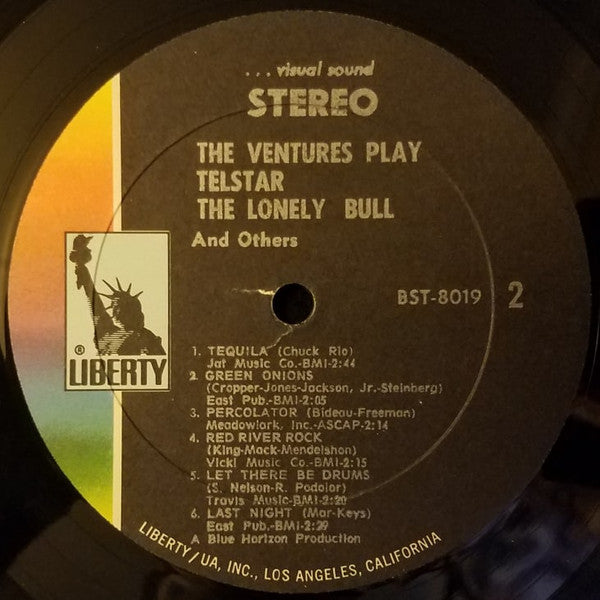 ...visual sound
STEREO
THE VENTURES PLAY
TELSTAR
THE LONELY BULL
And Others
BST-8019 2
® LIBERTY
1. TEQUILA (Chuck Rio)
Jat Music Co.-BMI-2:44
2. GREEN ONIONS
(Cropper-Jones-Jackson, Jr.-Steinberg)
East Pub.-BMI-2:05
3. PERCOLATOR (Bideau-Freeman)
Meadowlark, Inc.-ASCAP-2:14
4. RED RIVER ROCK
(King-Mack-Mendelshon)
Vicki Music Co.-BMI-2:15
5. LET THERE BE DRUMS
(S. Nelson-R. Podolor)
Travis Music-BMI-2:20
6. LAST NIGHT (Mar-Keys)
East Pub.-BMI-2:29
A Blue Horizon Production
LIBERTY/UA, INC., LOS ANGELES, CALIFORNIA